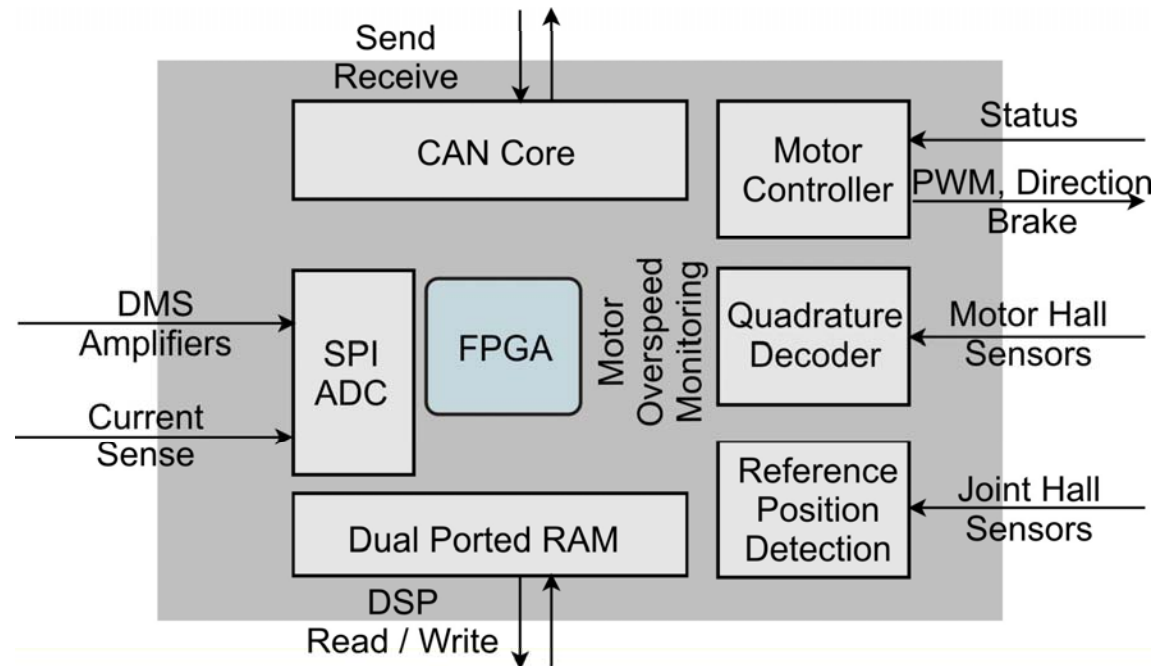 Send
Receive
CAN Core
Motor
Controller
Status
PWM, Direction
Brake
DMS
Amplifiers
Current
Sense
SPI
ADC
FPGA
Motor
Overspeed
Monitoring
Quadrature
Decoder
Motor Hall
Sensors
Reference
Position
Detection
Joint Hall
Sensors
Dual Ported RAM
DSP
Read / Write